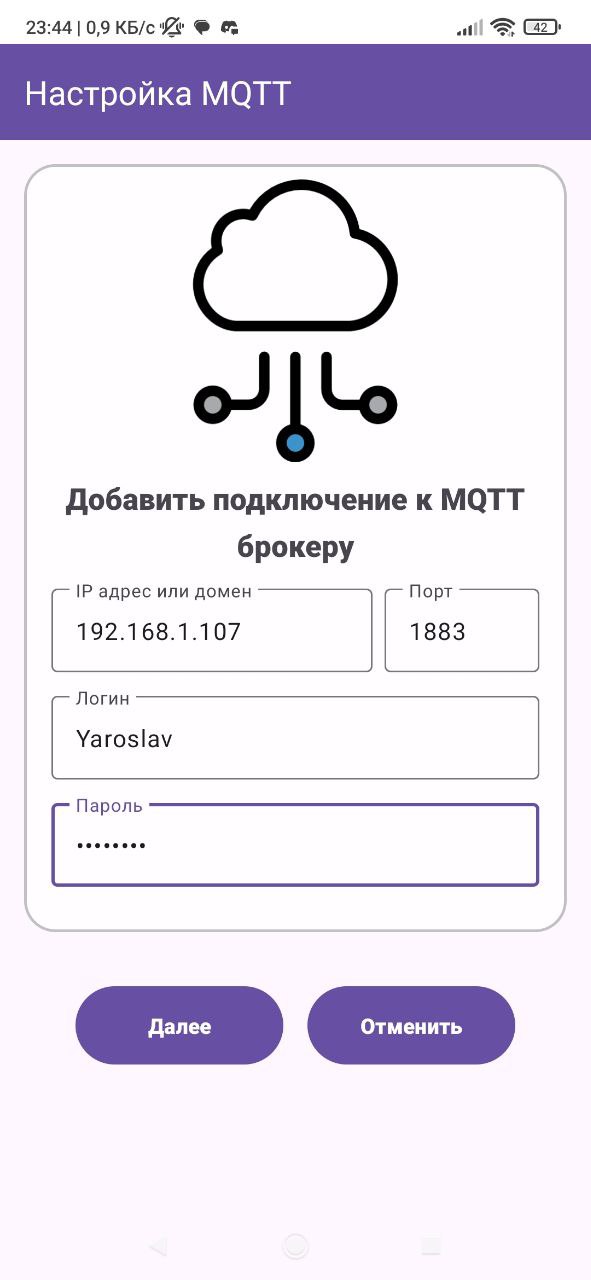 23:44 | 0,9 КБ/с 42
Настройка MQTT
Добавить подключение к MQTT
брокеру
IP адрес или домен Порт
192.168.1.107 1883
Логин
Yaroslav
Пароль
••••••••
Далее Отменить